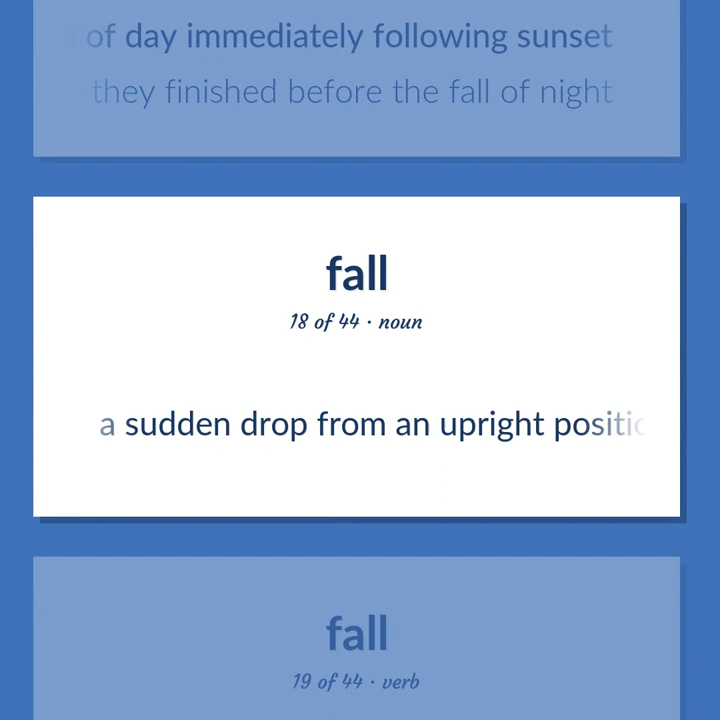 of day immediately following sunset
they finished before the fall of night
fall
18 of 44 · noun
a sudden drop from an upright
fall
19 of 44 · verb